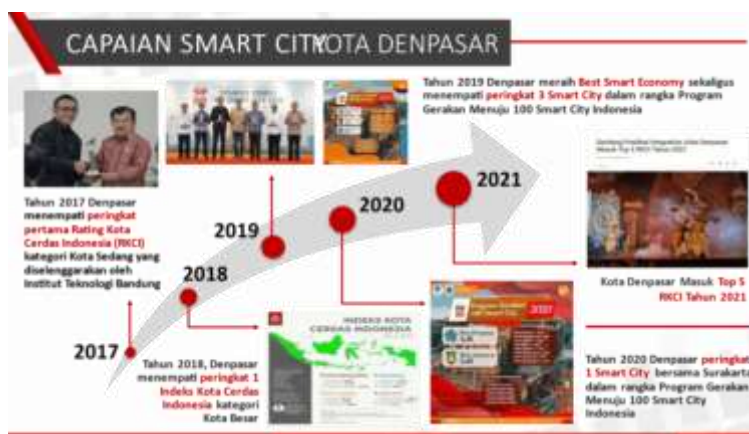 CAPAIAN SMART CITY KOTA DENPASAR
Tahun 2019 Denpasar meraih Best Smart Economy sekaligus
menempati peringkat 3 Smart City dalam rangka Program
Gerakan Menuju 100 Smart City Indonesia
Tahun 2017 Denpasar
menempati peringkat
pertama Rating Kota
Cerdas Indonesia (RKCI)
kategori Kota Sedang yang
diselenggarakan oleh
Institut Teknologi Bandung
2017
2018
2019
2020
2021
Kota Denpasar Masuk Top 5
RKCI Tahun 2021
INDEKS KOTA
CERDAS INDONESIA
Tahun 2018, Denpasar
menempati peringkat 1
Indeks Kota Cerdas
Indonesia kategori
Kota Besar
Tahun 2020 Denpasar peringkat
1 Smart City bersama Surakarta
dalam rangka Program Gerakan
Menuju 100 Smart City
Indonesia